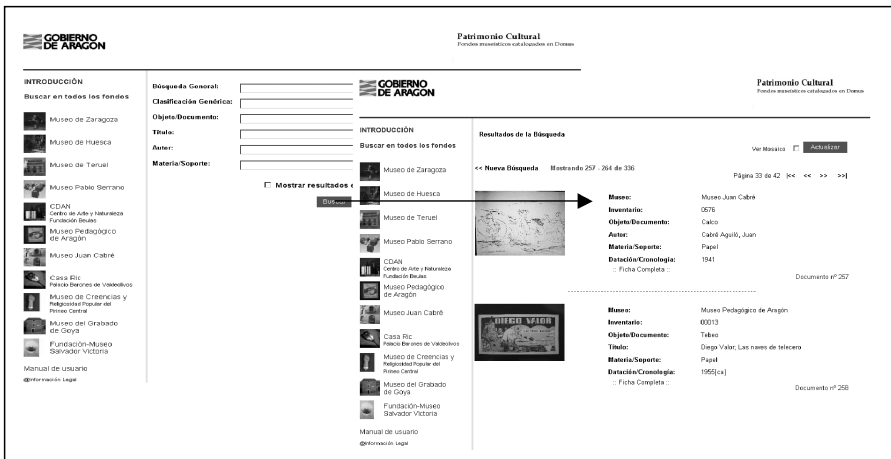 GOBIERNO
DE ARAGON
Patrimonio Cultural
Fondos museísticos catalogados en Domus
INTRODUCCIÓN
Buscar en todos los fondos
Museo de Zaragoza
Museo de Huesca
Museo de Teruel
Museo Pablo Serrano
CDAN
Centro de Arte y Naturaleza
Fundación Beulas
Museo Pedagógico
de Aragón
Museo Juan Cabré
Casa Ric
Palacio Barones de Valdeolivos
Museo de Creencias y
Religiosidad Popular del
Pirineo Central
Museo del Grabado
de Goya
Fundación-Museo
Salvador Victoria
Manual de usuario
@Información Legal
Búsqueda General:
Clasificación Genérica:
Objeto/Documento:
Título:
Autor:
Materia/Soporte:
Mostrar resultados
Buscar
GOBIERNO
DE ARAGON
Patrimonio Cultural
Fondos museísticos catalogados en Domus
INTRODUCCIÓN
Buscar en todos los fondos
Museo de Zaragoza
Museo de Huesca
Museo de Teruel
Museo Pablo Serrano
CDAN
Centro de Arte y Naturaleza
Fundación Beulas
Museo Pedagógico
de Aragón
Museo Juan Cabré
Casa Ric
Palacio Barones de Valdeolivos
Museo de Creencias y
Religiosidad Popular del
Pirineo Central
Museo del Grabado
de Goya
Fundación-Museo
Salvador Victoria
Manual de usuario
@Información Legal
Resultados de la Búsqueda
Ver Mosaico Actualizar
<< Nueva Búsqueda Mostrando 257 - 264 de 336
Página 33 de 42 |<< << >> >>|
Museo: Museo Juan Cabré
Inventario: 0576
Objeto/Documento: Calco
Autor: Cabré Aguiló, Juan
Materia/Soporte: Papel
Datación/Cronología: 1941
:: Ficha Completa ::
Documento nº 257
DIEGO VALOR
Museo: Museo Pedagógico de Aragón
Inventario: 00013
Objeto/Documento: Tebeo
Título: Diego Valor; Las naves de telecero
Materia/Soporte: Papel
Datación/Cronología: 1955[ca]
:: Ficha Completa ::
Documento nº 258